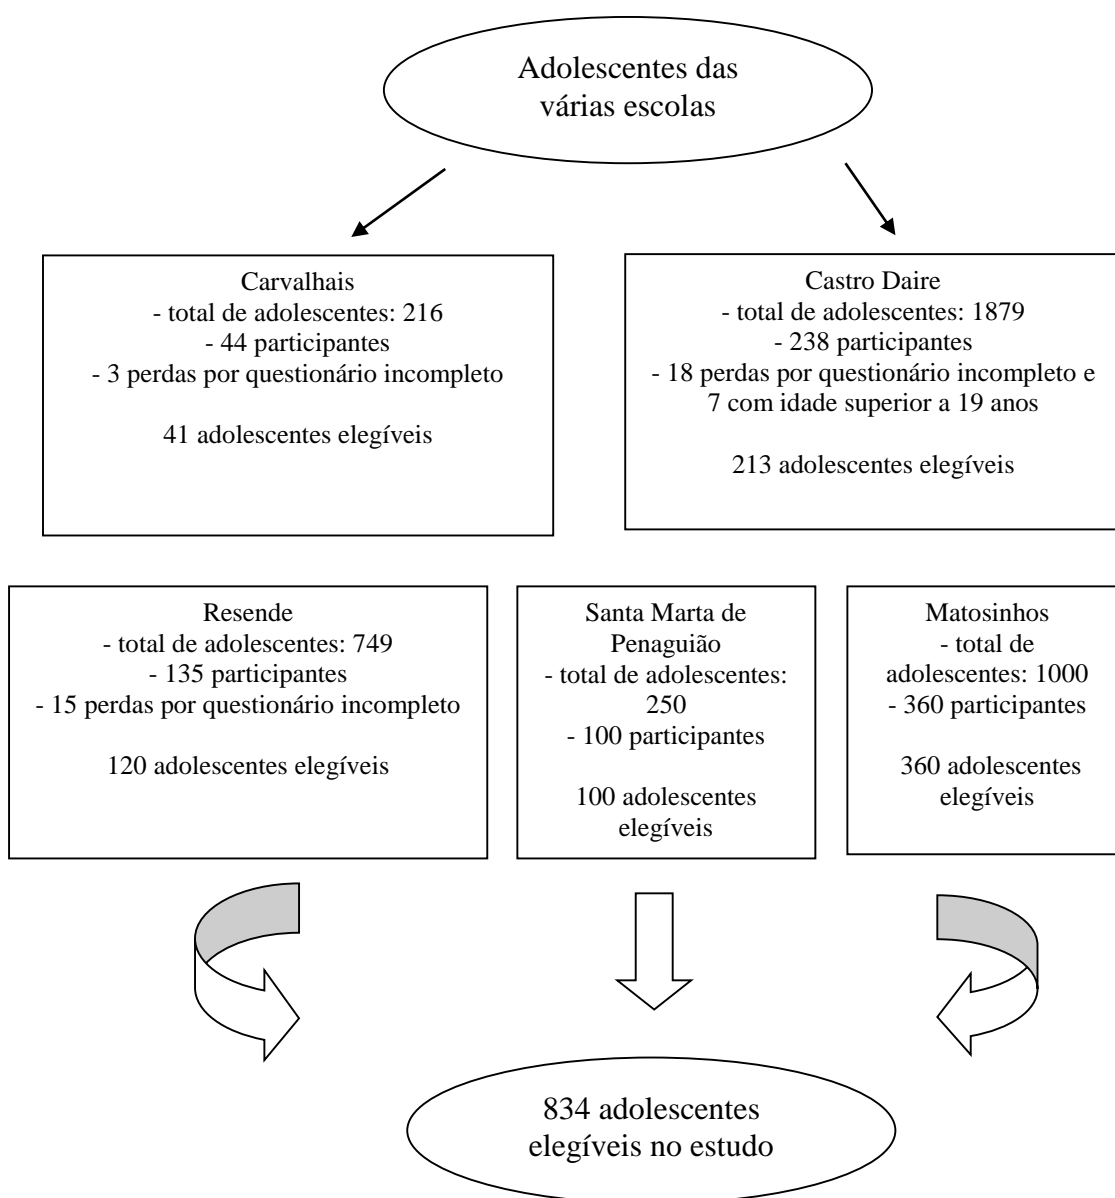 Adolescentes das
várias escolas
Carvalhais
- total de adolescentes: 216
- 44 participantes
- 3 perdas por questionário incompleto
41 adolescentes elegíveis
Castro Daire
- total de adolescentes: 1879
- 238 participantes
- 18 perdas por questionário incompleto e
7 com idade superior a 19 anos
213 adolescentes elegíveis
Resende
- total de adolescentes: 749
- 135 participantes
- 15 perdas por questionário incompleto
120 adolescentes elegíveis
Santa Marta de
Penaguião
- total de adolescentes:
250
- 100 participantes
100 adolescentes
elegíveis
Matosinhos
- total de
adolescentes: 1000
- 360 participantes
360 adolescentes
elegíveis
834 adolescentes
elegíveis no estudo